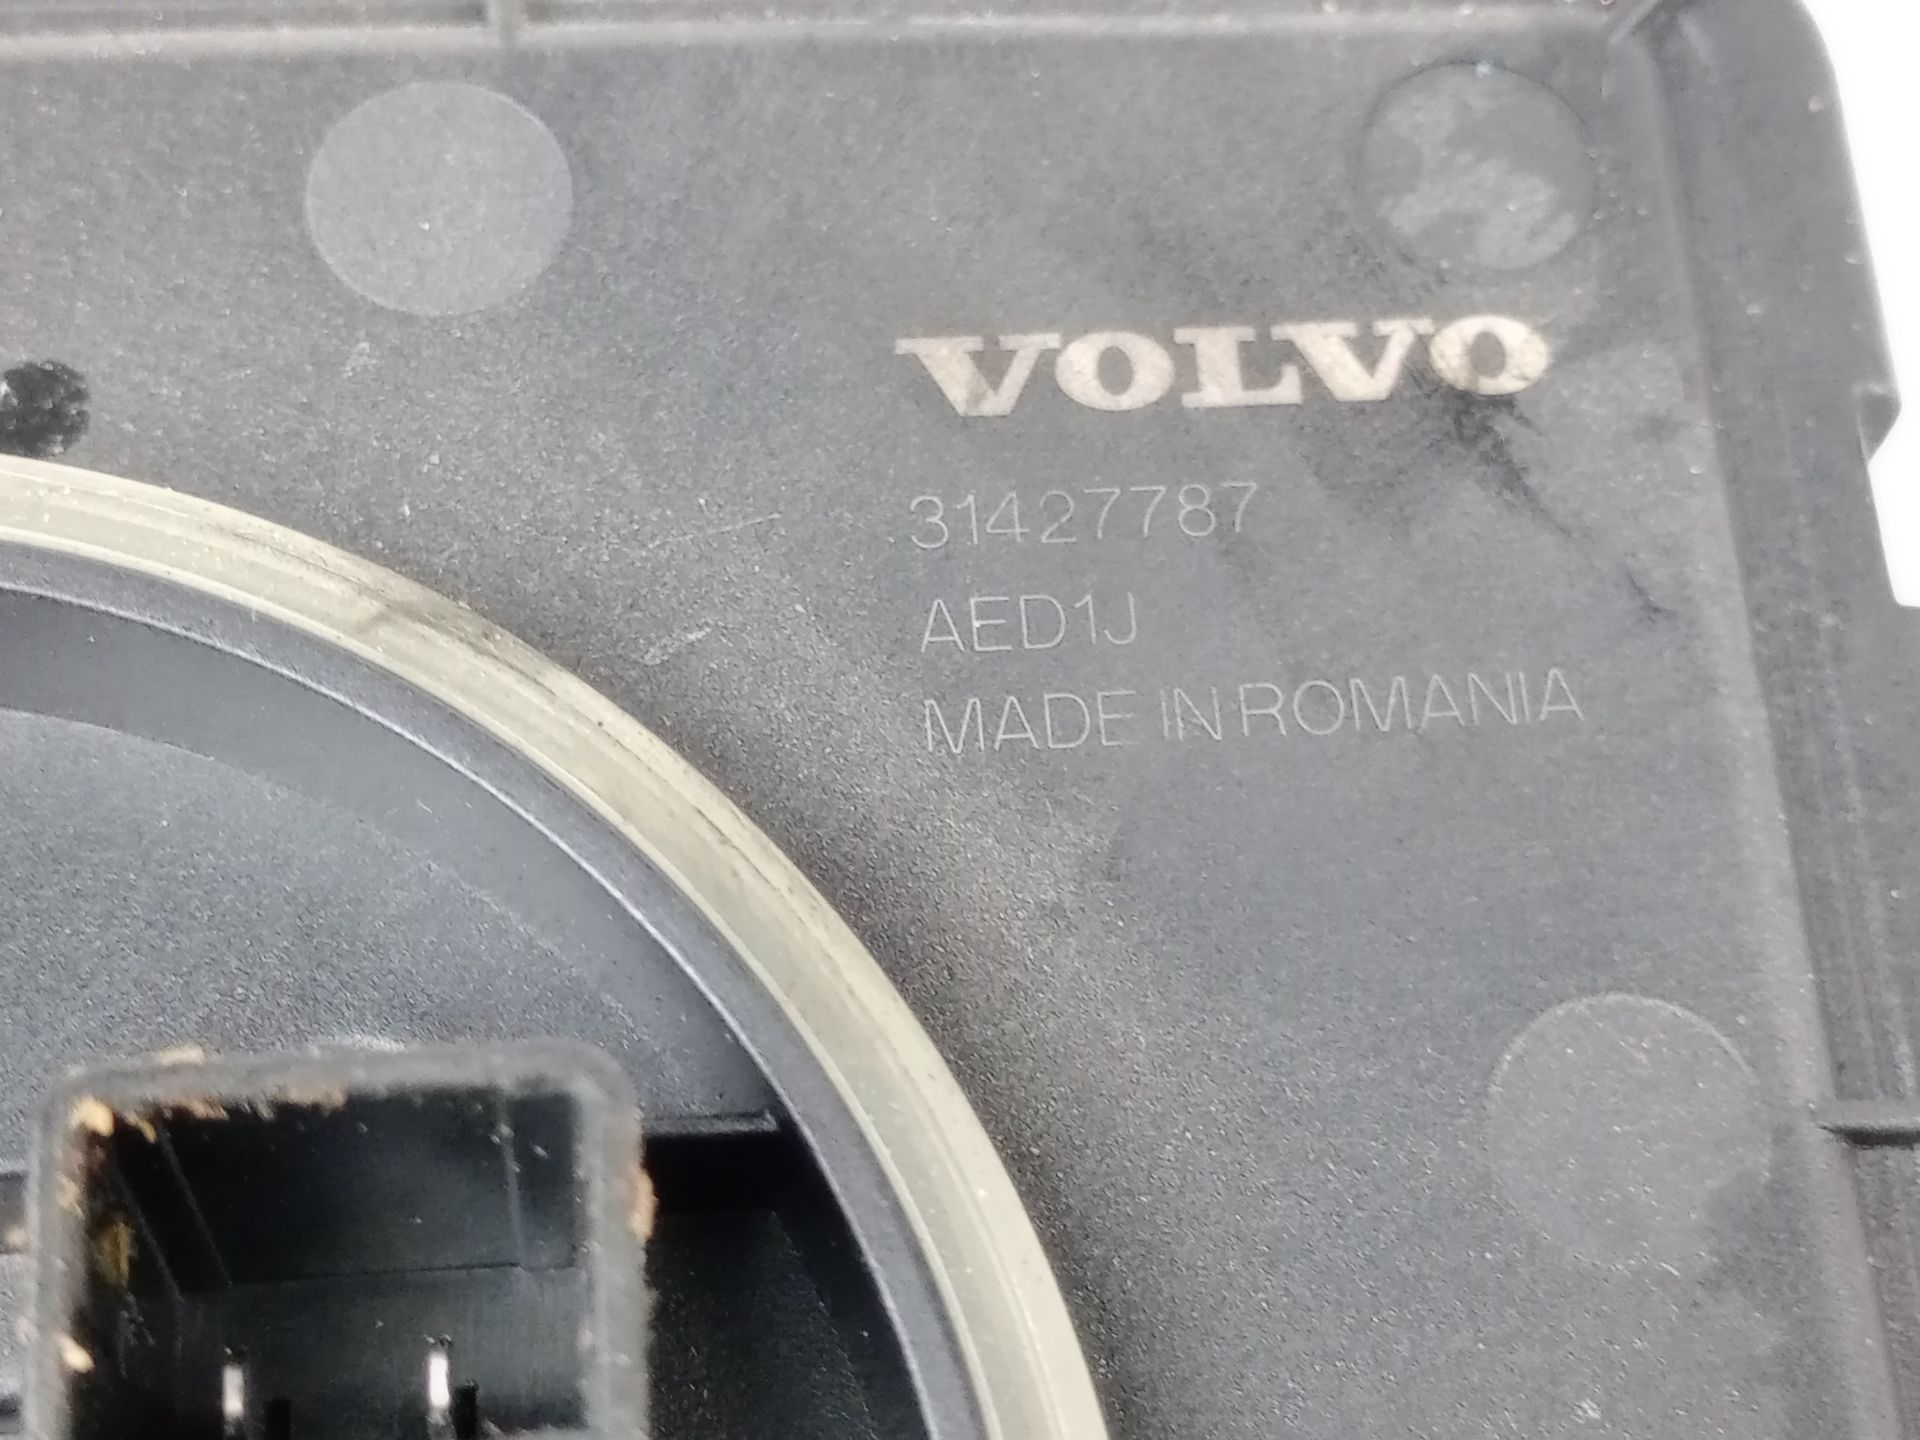 VOLVO
31427787
AED1J
MADE IN ROMANIA